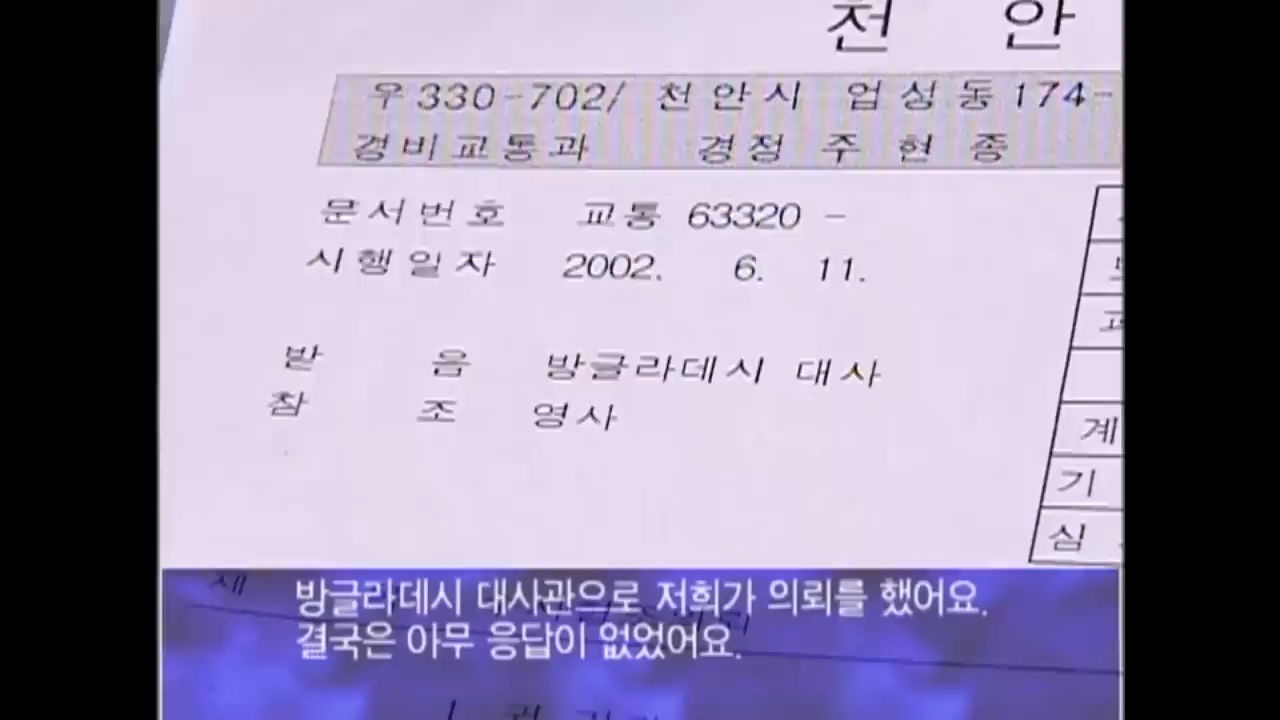 천 안
우 330-702/ 천안시 업성동 174-
경비교통과 경정 주현종
문서번호 교통 63320 -
시행일자 2002. 6. 11.
받 음 방글라데시 대사
참 조 영사
계
기
심
방글라데시 대사관으로 저희가 의뢰를 했어요.
결국은 아무 응답이 없었어요.